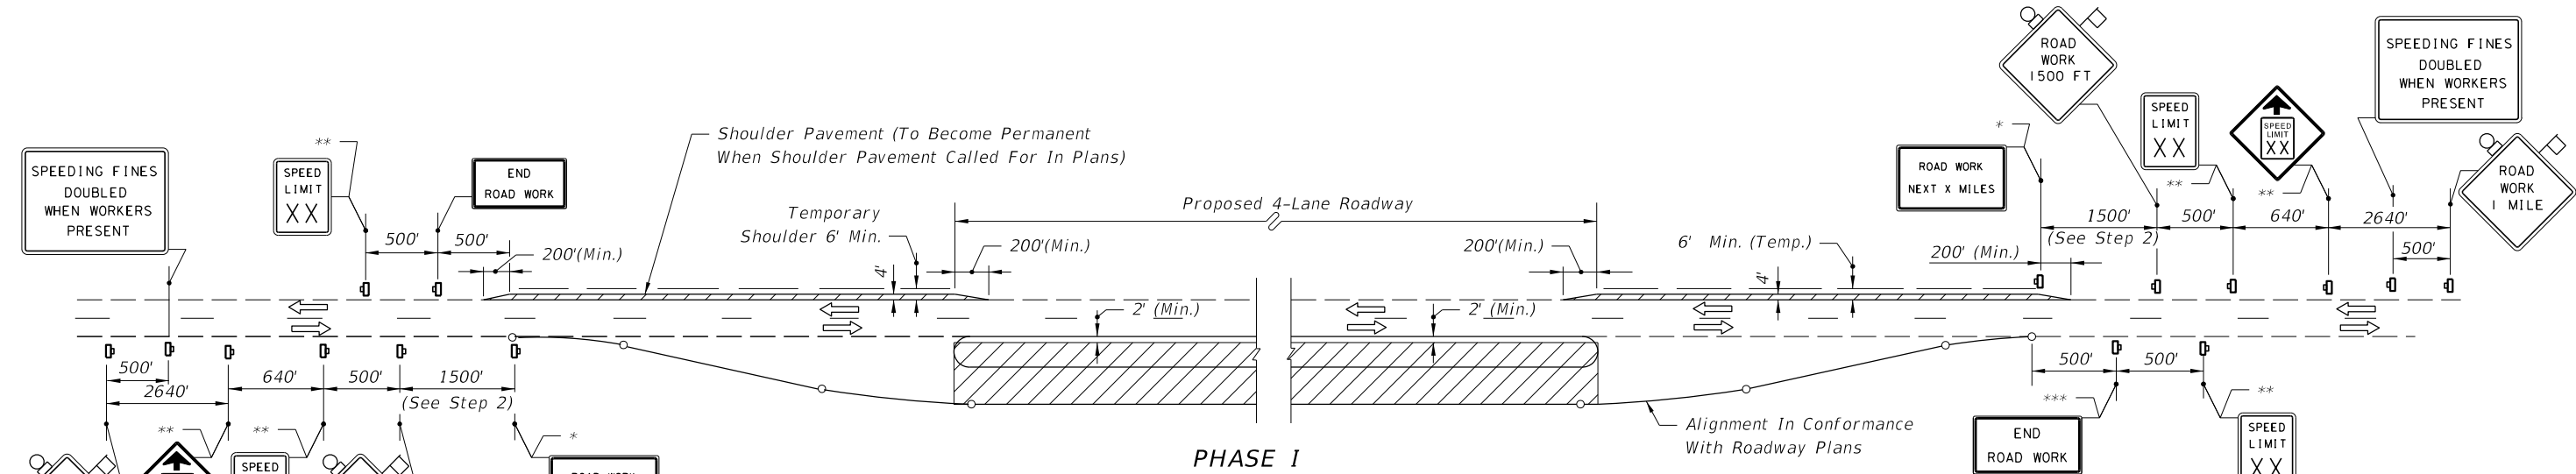 ROAD
WORK
1500 FT
SPEEDING FINES
DOUBLED
WHEN WORKERS
PRESENT
SPEED
LIMIT
XX
SPEED
LIMIT
XX
ROAD
WORK
1 MILE
*
**
**
ROAD WORK
NEXT X MILES
1500'
(See Step 2)
500'
640'
2640'
500'
200' (Min.)
SPEEDING FINES
DOUBLED
WHEN WORKERS
PRESENT
**
SPEED
LIMIT
XX
END
ROAD WORK
500'
500'
200'(Min.)
Shoulder Pavement (To Become Permanent
When Shoulder Pavement Called For In Plans)
Temporary
Shoulder 6' Min.
4'
200'(Min.)
Proposed 4-Lane Roadway
200'(Min.)
6' Min. (Temp.)
4'
2' (Min.)
2' (Min.)
500'
2640'
640'
500'
1500'
(See Step 2)
**
**
*
SPEED
ROAD WORK
PHASE I
Alignment In Conformance
With Roadway Plans
500'
500'
***
**
END
ROAD WORK
SPEED
LIMIT
XX